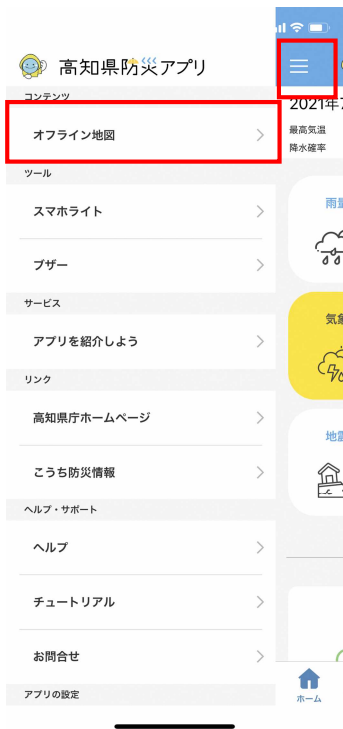 高知県防災アプリ
コンテンツ
オフライン地図
ツール
スマホライト
ブザー
サービス
アプリを紹介しよう
リンク
高知県庁ホームページ
こうち防災情報
ヘルプ・サポート
ヘルプ
チュートリアル
お問合せ
アプリの設定
2021年
最高気温
降水確率
雨量
気象
地震
ホーム